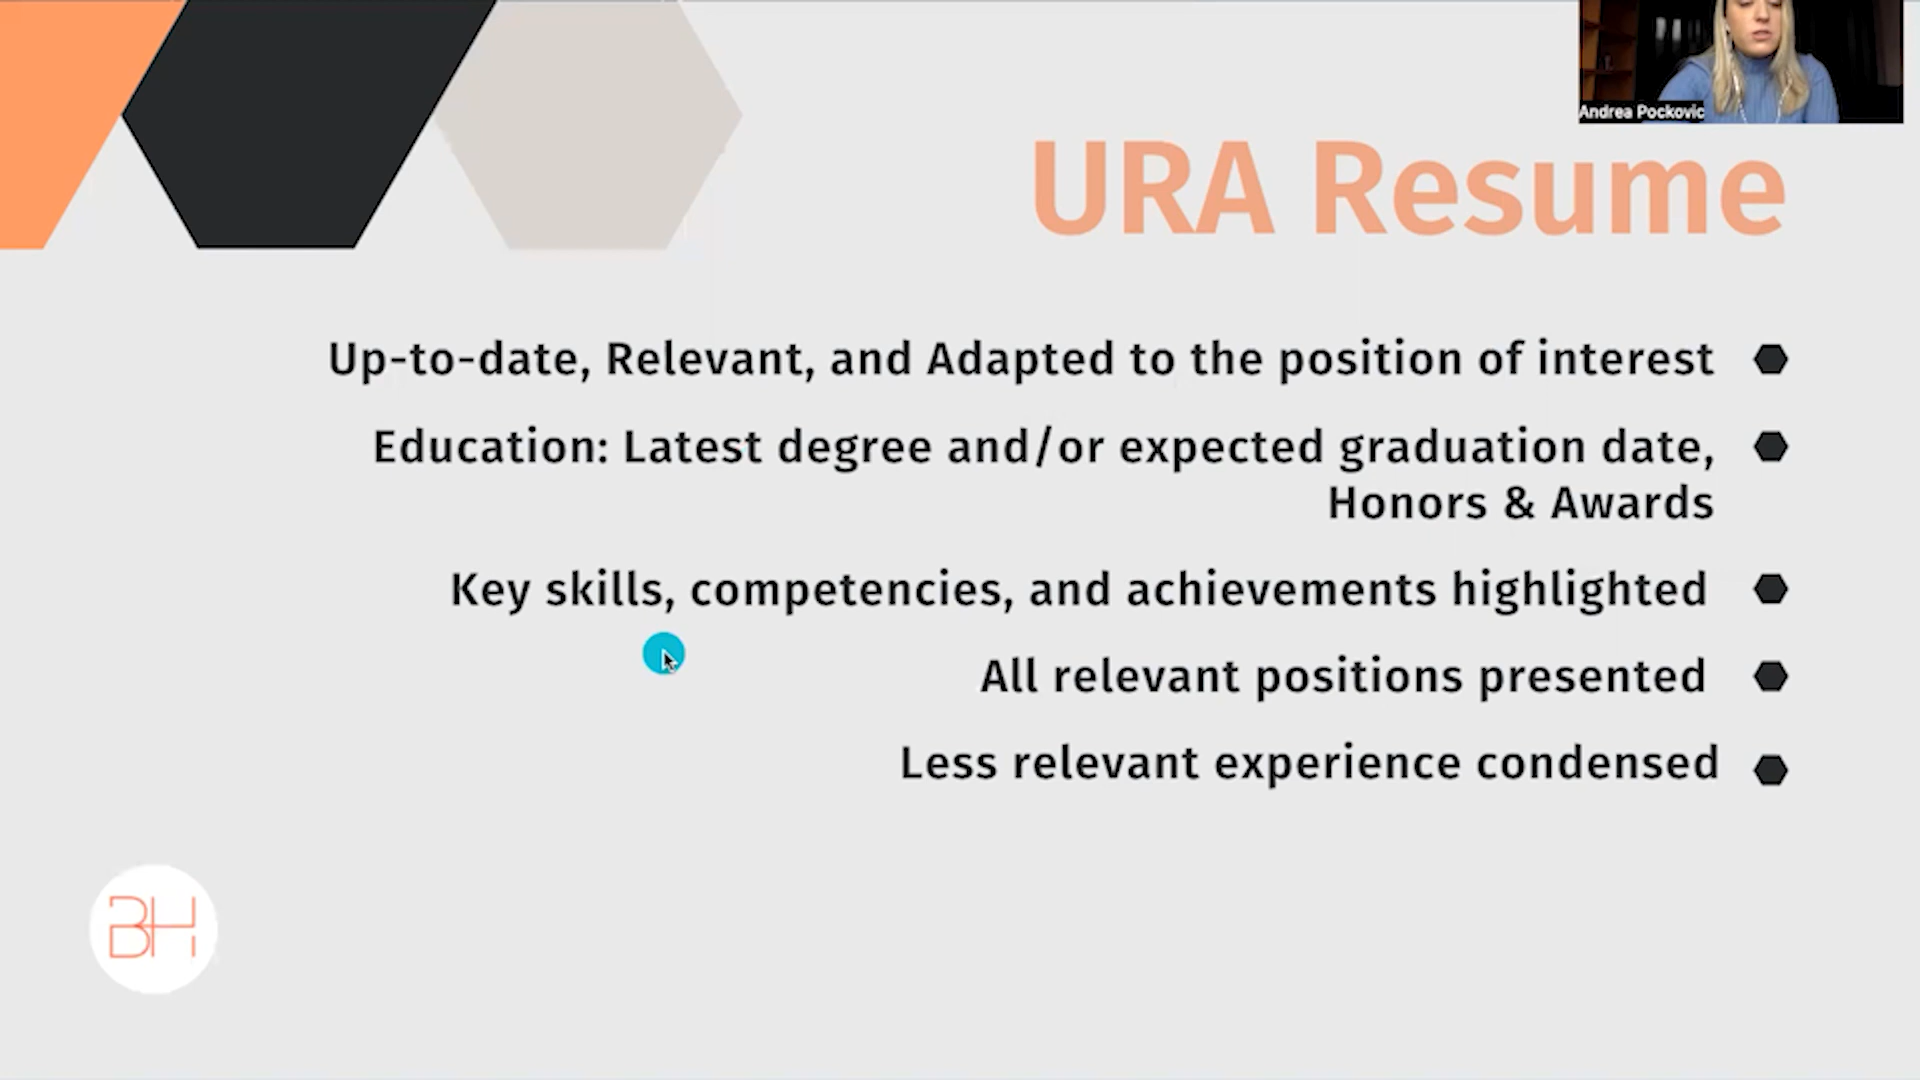 Andrea Pockovic
URA Resume
Up-to-date, Relevant, and Adapted to the position of interest
Education: Latest degree and/or expected graduation date,
Honors & Awards
Key skills, competencies, and achievements highlighted
All relevant positions presented
Less relevant experience condensed
BH